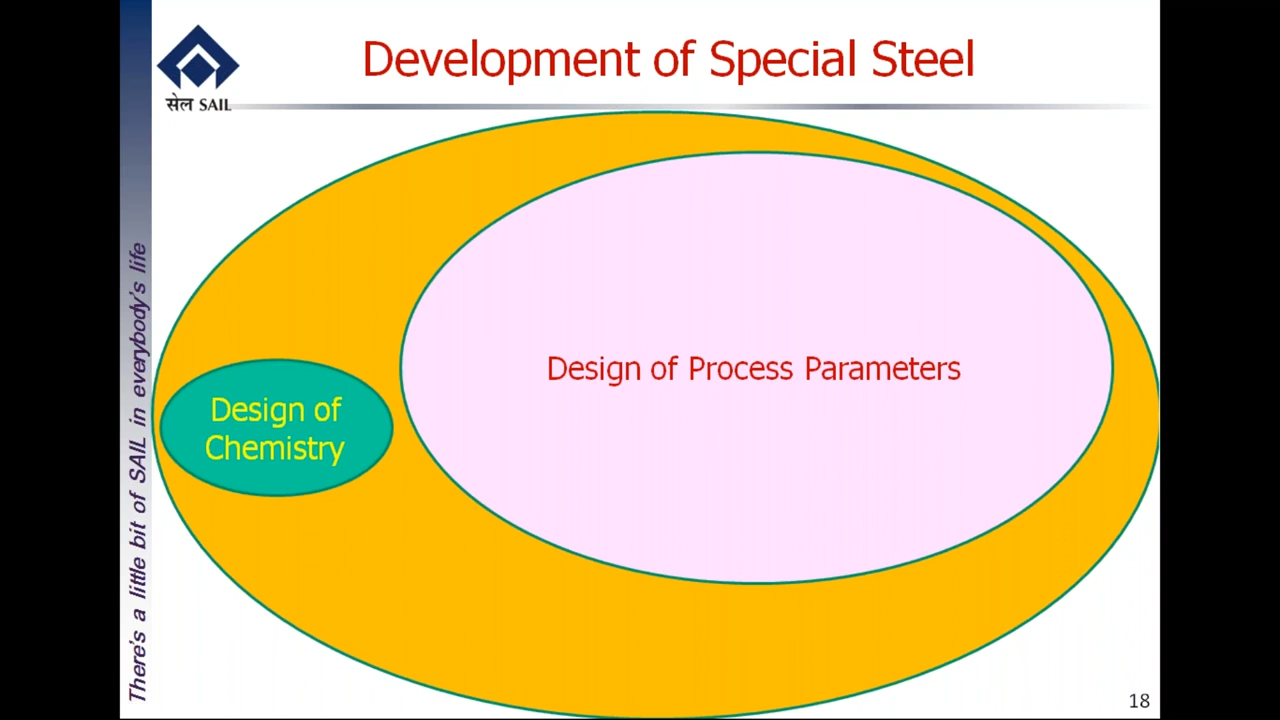 Development of Special Steel
सेल SAIL
There's a little bit of SAIL in everybody's life
Design of Process Parameters
Design of
Chemistry
18